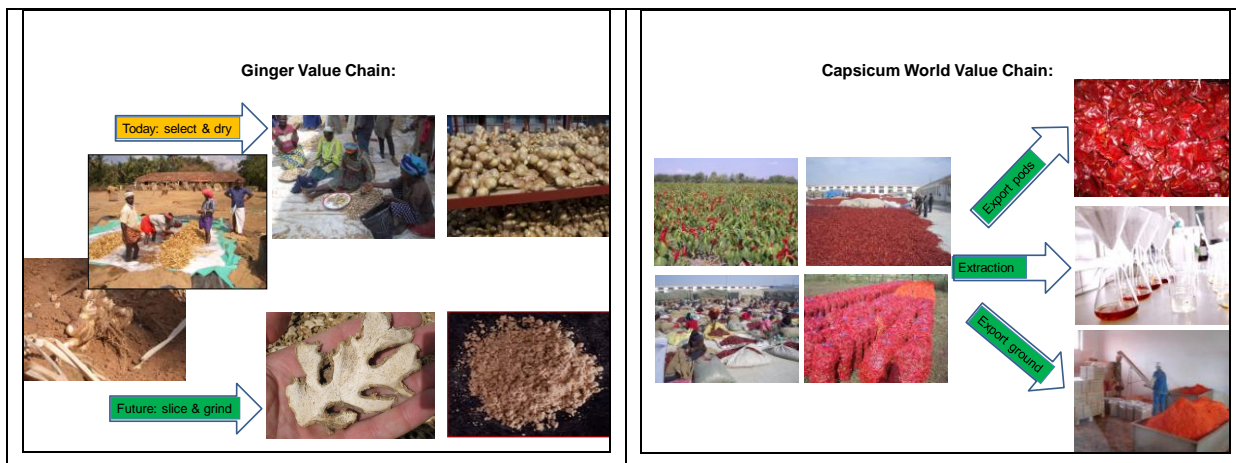 Ginger Value Chain:
Today: select & dry
Future: slice & grind
Capsicum World Value Chain:
Export pods
Extraction
Export ground